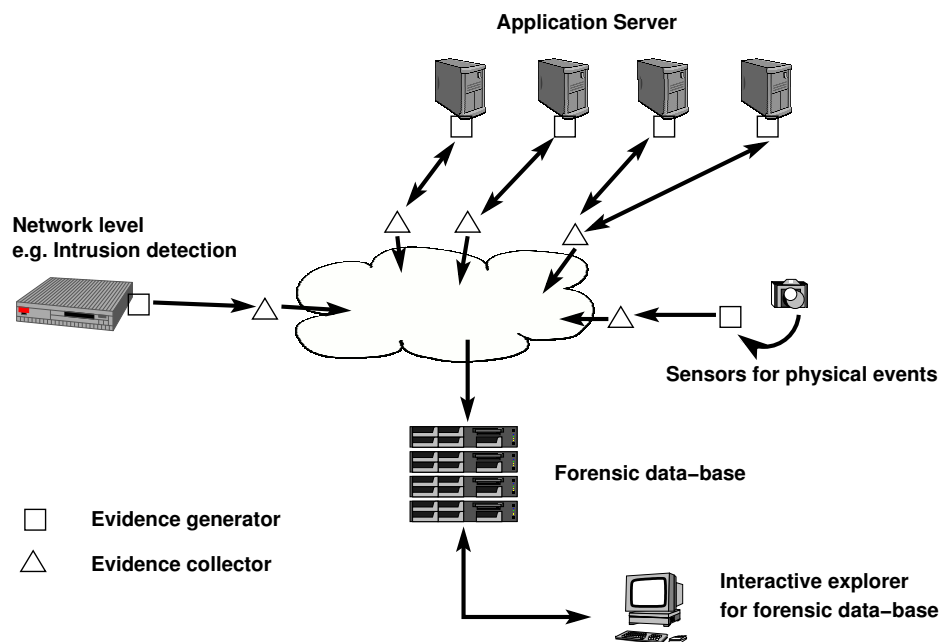 Application Server
Network level
e.g. Intrusion detection
Sensors for physical events
Forensic data−base
Evidence generator
Evidence collector
Interactive explorer
for forensic data−base